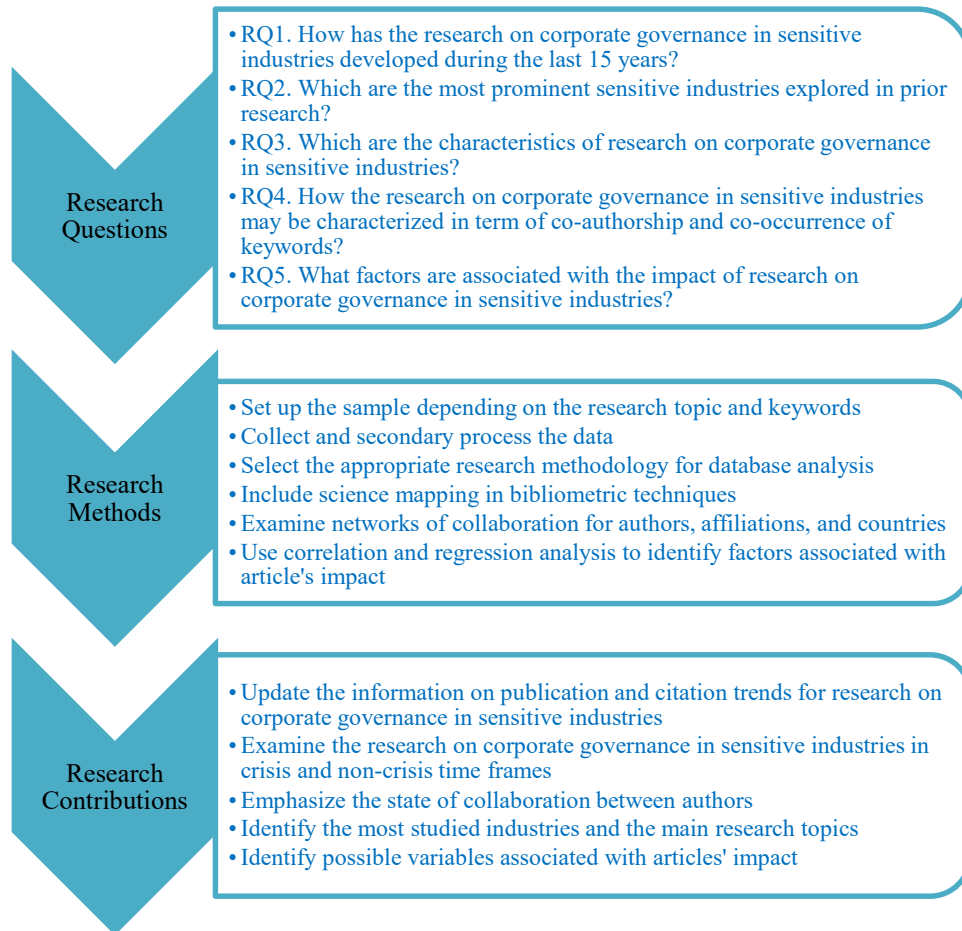 Research
Questions
• RQ1. How has the research on corporate governance in sensitive
industries developed during the last 15 years?
• RQ2. Which are the most prominent sensitive industries explored in prior
research?
• RQ3. Which are the characteristics of research on corporate governance
in sensitive industries?
• RQ4. How the research on corporate governance in sensitive industries
may be characterized in term of co-authorship and co-occurrence of
keywords?
• RQ5. What factors are associated with the impact of research on
corporate governance in sensitive industries?
Research
Methods
• Set up the sample depending on the research topic and keywords
• Collect and secondary process the data
• Select the appropriate research methodology for database analysis
• Include science mapping in bibliometric techniques
• Examine networks of collaboration for authors, affiliations, and countries
• Use correlation and regression analysis to identify factors associated with
article's impact
Research
Contributions
• Update the information on publication and citation trends for research on
corporate governance in sensitive industries
• Examine the research on corporate governance in sensitive industries in
crisis and non-crisis time frames
• Emphasize the state of collaboration between authors
• Identify the most studied industries and the main research topics
• Identify possible variables associated with articles' impact